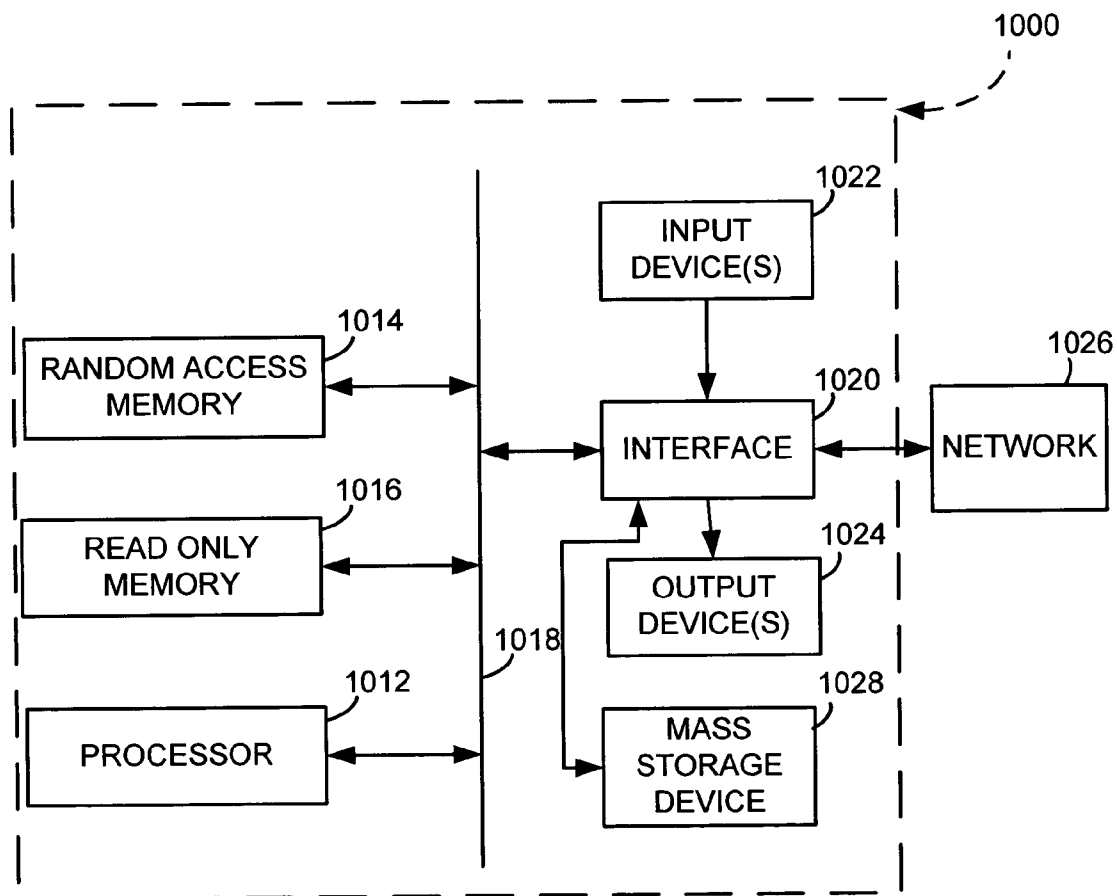 1000
1022
INPUT
DEVICE(S)
1014
RANDOM ACCESS
MEMORY
1020
INTERFACE
1026
NETWORK
1016
READ ONLY
MEMORY
1024
OUTPUT
DEVICE(S)
1018
1012
PROCESSOR
1028
MASS
STORAGE
DEVICE